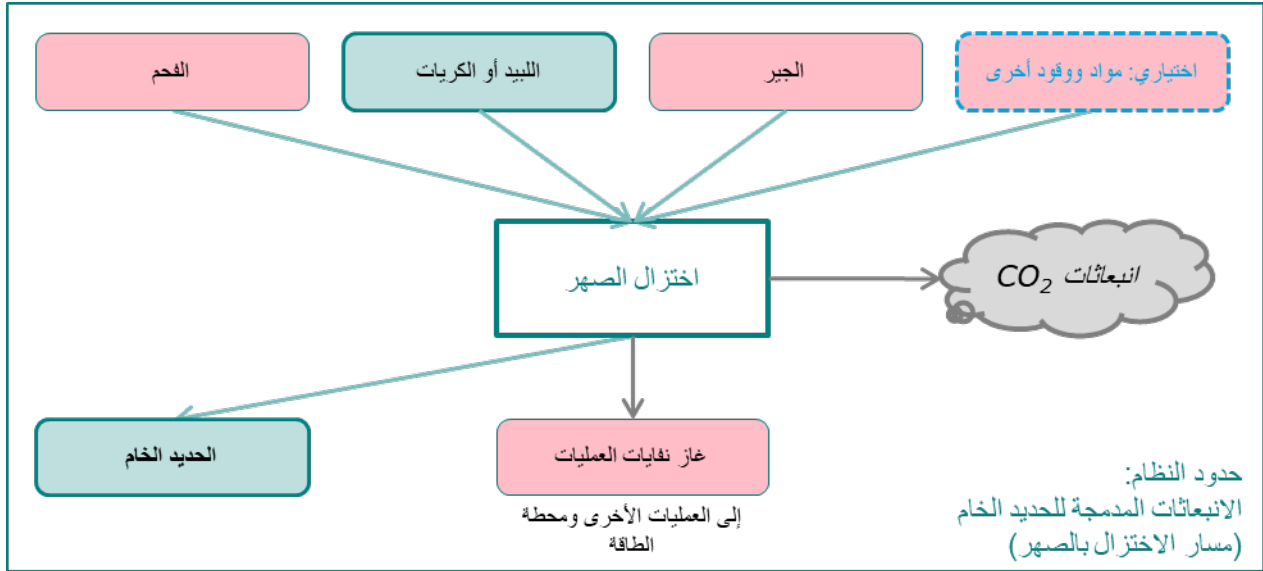 الفحم
اللبيد أو الكريات
الجير
اختياري: مواد ووقود أخرى
اختزال الصهر
انبعاثات CO₂
الحديد الخام
غاز نفايات العمليات
إلى العمليات الأخرى ومحطة
الطاقة
حدود النظام:
الانبعاثات المدمجة للحديد الخام
(مسار الاختزال بالصهر)